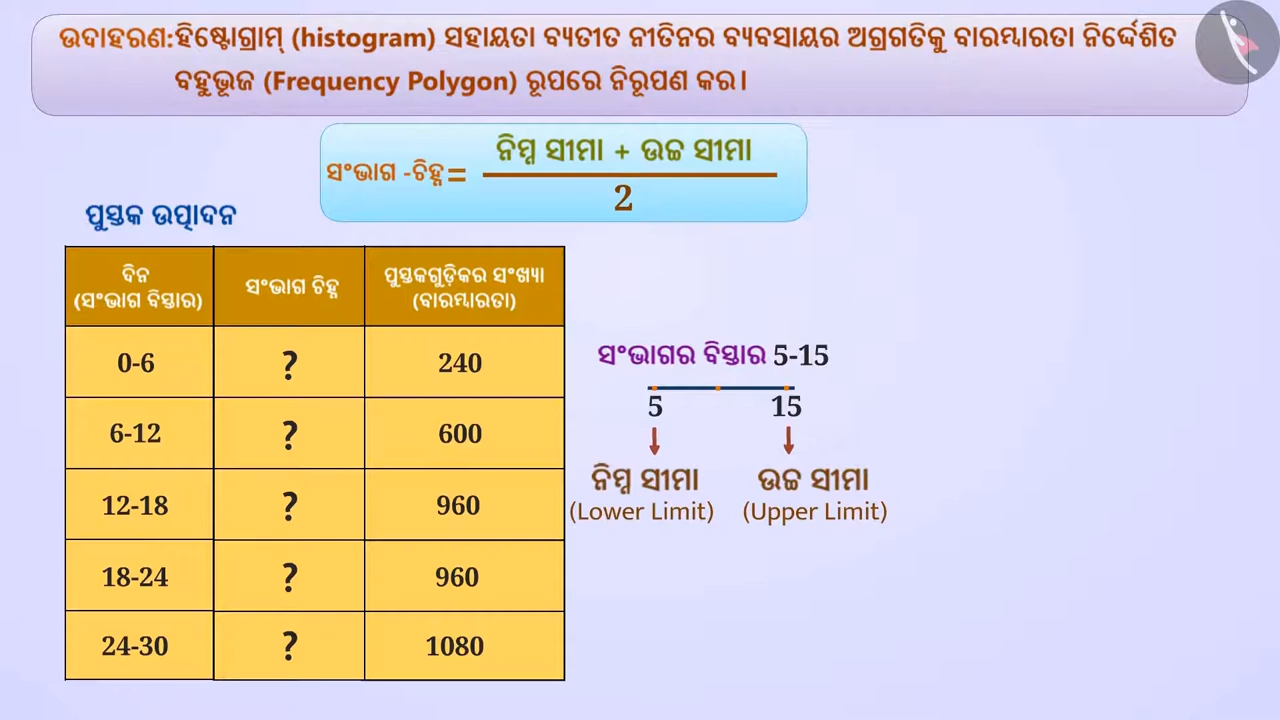 ଉଦାହରଣ:ହିଷ୍ଟୋଗ୍ରାମ୍ (histogram) ସହାୟତା ବ୍ୟତୀତ ନୀତିନର ବ୍ୟବସାୟର ଅଗ୍ରଗତିକୁ ବାରମ୍ବାରତା ନିର୍ଦ୍ଦେଶିତ
ବହୁଭୂଜ (Frequency Polygon) ରୂପରେ ନିରୂପଣ କର।
ସଂଭାଗ -ଚିହ୍ନ = ନିମ୍ନ ସୀମା + ଉଚ୍ଚ ସୀମା
2
ପୁସ୍ତକ ଉତ୍ପାଦନ
ଦିନ (ସଂଭାଗ ବିସ୍ତାର) ସଂଭାଗ ଚିହ୍ନ ପୁସ୍ତକଗୁଡ଼ିକର ସଂଖ୍ୟା (ବାରମ୍ବାରତା)
0-6 ? 240
6-12 ? 600
12-18 ? 960
18-24 ? 960
24-30 ? 1080
ସଂଭାଗର ବିସ୍ତାର 5-15
5 15
ନିମ୍ନ ସୀମା ଉଚ୍ଚ ସୀମା
(Lower Limit) (Upper Limit)